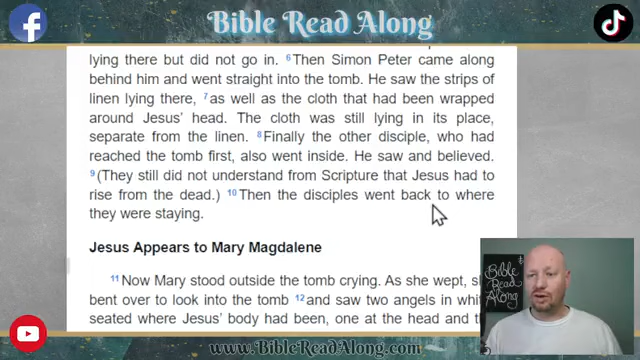 Bible Read Along
lying there but did not go in. 6 Then Simon Peter came along
behind him and went straight into the tomb. He saw the strips of
linen lying there, 7 as well as the cloth that had been wrapped
around Jesus' head. The cloth was still lying in its place,
separate from the linen. 8 Finally the other disciple, who had
reached the tomb first, also went inside. He saw and believed.
9 (They still did not understand from Scripture that Jesus had to
rise from the dead.) 10 Then the disciples went back to where
they were staying.
Jesus Appears to Mary Magdalene
11 Now Mary stood outside the tomb crying. As she wept,
bent over to look into the tomb 12 and saw two angels in
seated where Jesus' body had been, one at the head and
Bible
Read
Along
www.BibleReadAlong.com